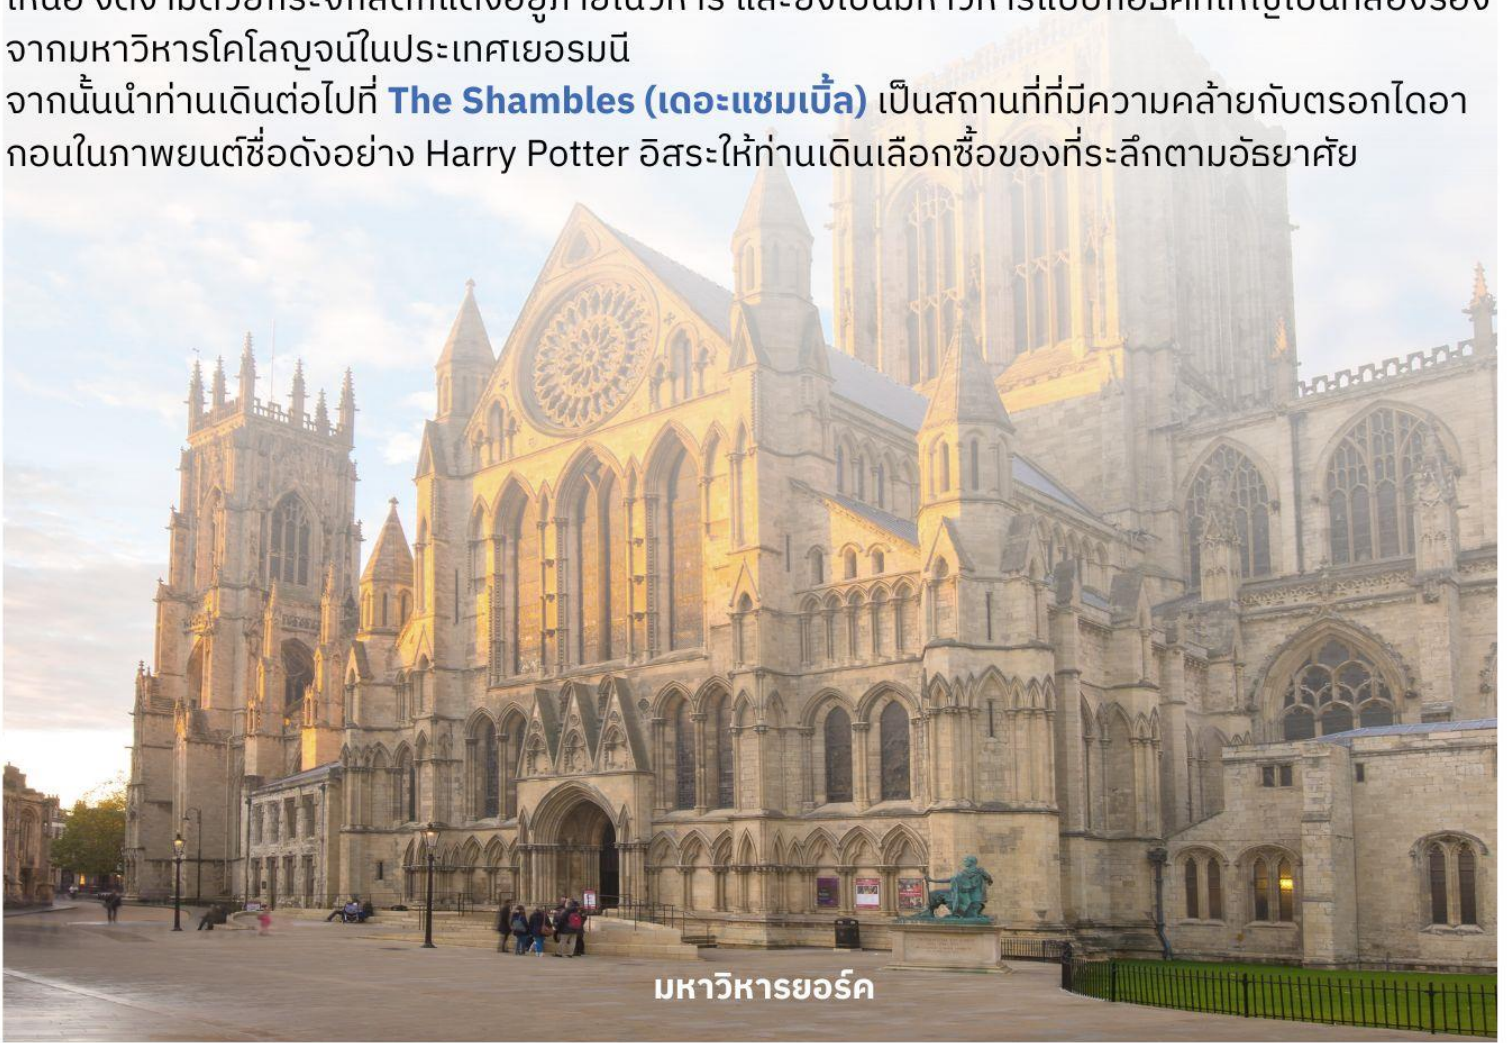 จากมหาวิหารโคโลญจน์ในประเทศเยอรมนี
จากนั้นนำท่านเดินต่อไปที่ The Shambles (เดอะแชมเบิ้ล) เป็นสถานที่ที่มีความคล้ายกับตรอกไดอา
กอนในภาพยนต์ชื่อดังอย่าง Harry Potter อิสระให้ท่านเดินเลือกซื้อของที่ระลึกตามอัธยาศัย
มหาวิหารยอร์ค